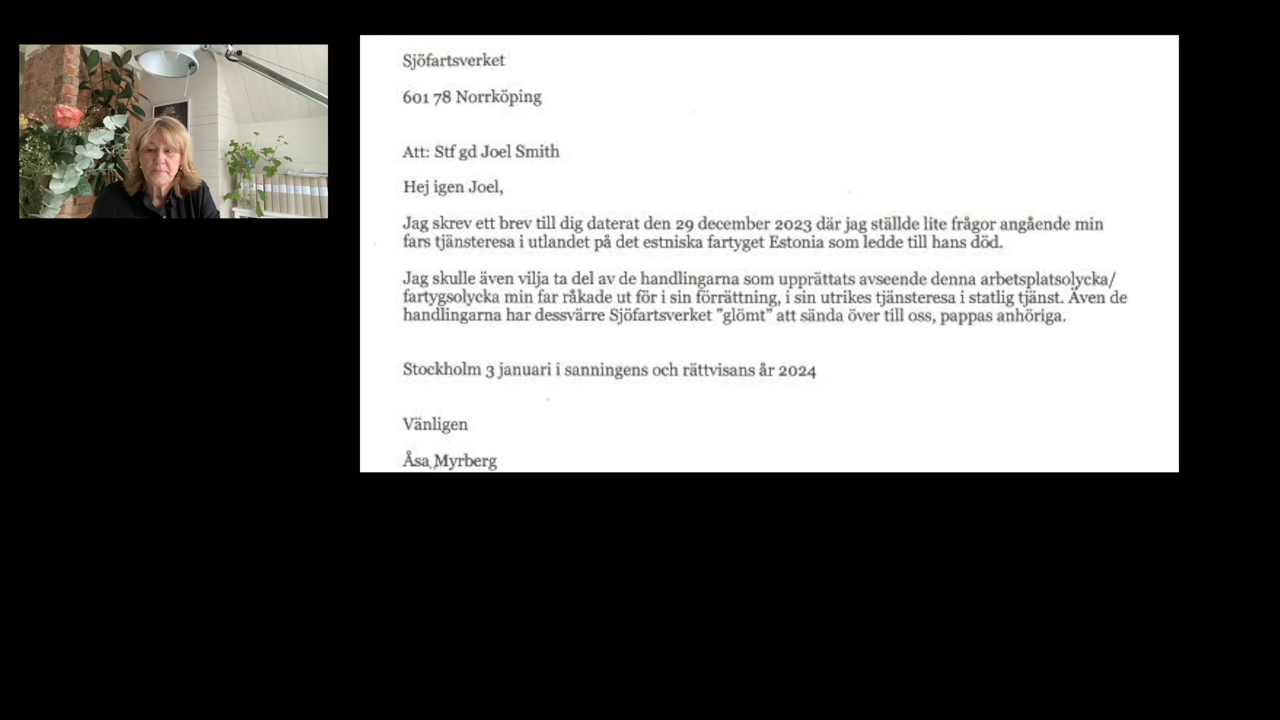 Sjöfartsverket
601 78 Norrköping
Att: Stf gd Joel Smith
Hej igen Joel,
Jag skrev ett brev till dig daterat den 29 december 2023 där jag ställde lite frågor angående min
fars tjänsteresa i utlandet på det estniska fartyget Estonia som ledde till hans död.
Jag skulle även vilja ta del av de handlingarna som upprättats avseende denna arbetsplatsolycka/
fartygsolycka min far råkade ut för i sin förrättning, i sin utrikes tjänsteresa i statlig tjänst. Även de
handlingarna har dessvärre Sjöfartsverket ”glömt” att sända över till oss, pappas anhöriga.
Stockholm 3 januari i sanningens och rättvisans år 2024
Vänligen
Åsa Myrberg